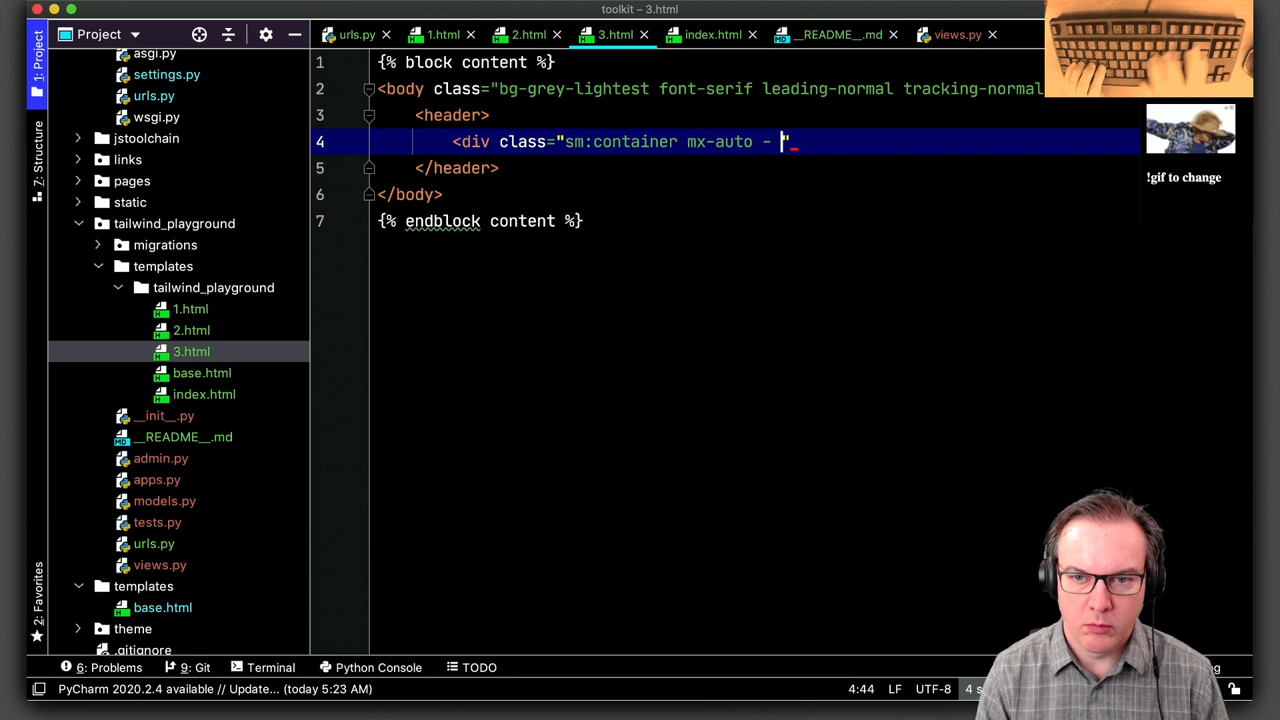 toolkit – 3.html
Project
urls.py
1.html
2.html
3.html
index.html
__README__.md
views.py
1: Project
7: Structure
2: Favorites
asgi.py
settings.py
urls.py
wsgi.py
jstoolchain
links
pages
static
tailwind_playground
migrations
templates
tailwind_playground
1.html
2.html
3.html
base.html
index.html
__init__.py
__README__.md
admin.py
apps.py
models.py
tests.py
urls.py
views.py
templates
base.html
theme
.gitignore
1 {% block content %}
2 <body class="bg-grey-lightest font-serif leading-normal tracking-normal
3 <header>
4 <div class="sm:container mx-auto - "
5 </header>
6 </body>
7 {% endblock content %}
!gif to change
6: Problems
9: Git
Terminal
Python Console
TODO
PyCharm 2020.2.4 available // Update... (today 5:23 AM)
4:44
LF
UTF-8
4 s